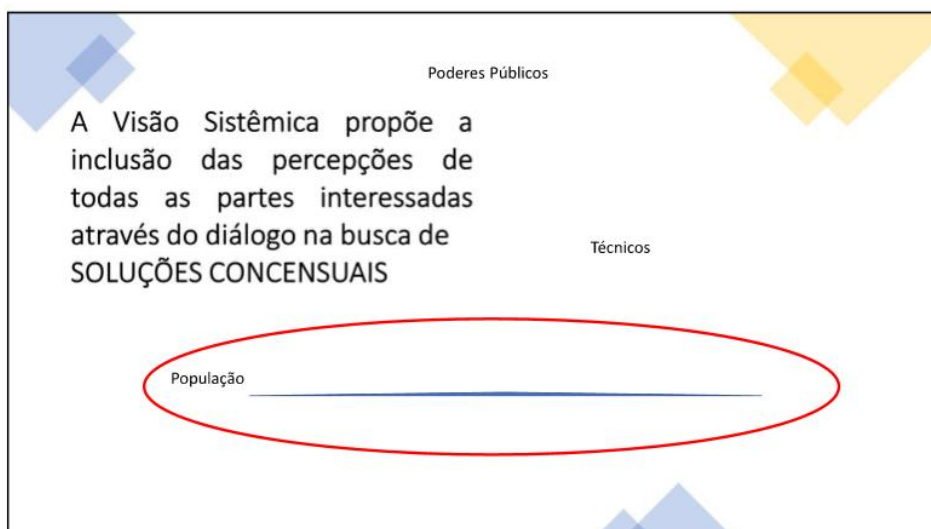 Poderes Públicos
A Visão Sistêmica propõe a
inclusão das percepções de
todas as partes interessadas
através do diálogo na busca de
SOLUÇÕES CONCENSUAIS
Técnicos
População